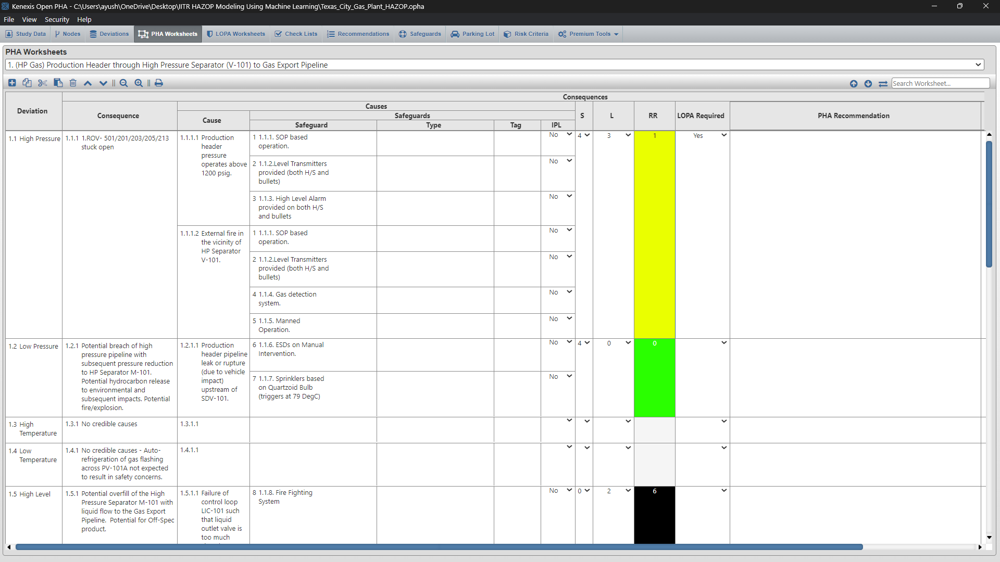 Kenexis Open PHA - C:\Users\ayush\OneDrive\Desktop\IITR HAZOP Modeling Using Machine Learning\Texas_City_Gas_Plant_HAZOP.opha
File View Security Help
Study Data Nodes Deviations PHA Worksheets LOPA Worksheets Check Lists Recommendations Safeguards Parking Lot Risk Criteria Premium Tools
PHA Worksheets
1. (HP Gas) Production Header through High Pressure Separator (V-101) to Gas Export Pipeline
Search Worksheet...
Consequences
Deviation
Consequence
Causes
Cause
Safeguards
Safeguard Type Tag IPL
S L RR LOPA Required PHA Recommendation
1.1 High Pressure
1.1.1 1.ROV- 501/201/203/205/213
stuck open
1.1.1.1 Production
header
pressure
operates above
1200 psig.
1 1.1.1. SOP based
operation.
No
4 3 1 Yes
2 1.1.2.Level Transmitters
provided (both H/S and
bullets)
No
3 1.1.3. High Level Alarm
provided on both H/S
and bullets
No
1.1.1.2 External fire in
the vicinity of
HP Separator
V-101.
1 1.1.1. SOP based
operation.
No
2 1.1.2.Level Transmitters
provided (both H/S and
bullets)
No
4 1.1.4. Gas detection
system.
No
5 1.1.5. Manned
Operation.
No
1.2 Low Pressure
1.2.1 Potential breach of high
pressure pipeline with
subsequent pressure reduction
to HP Separator M-101.
Potential hydrocarbon release
to environmental and
subsequent impacts. Potential
fire/explosion.
1.2.1.1 Production
header pipeline
leak or rupture
(due to vehicle
impact)
upstream of
SDV-101.
6 1.1.6. ESDs on Manual
Intervention.
No
4 0 0
7 1.1.7. Sprinklers based
on Quartzoid Bulb
(triggers at 79 DegC)
No
1.3 High
Temperature
1.3.1 No credible causes
1.3.1.1
1.4 Low
Temperature
1.4.1 No credible causes - Auto-
refrigeration of gas flashing
across PV-101A not expected
to result in safety concerns.
1.4.1.1
1.5 High Level
1.5.1 Potential overfill of the High
Pressure Separator M-101 with
liquid flow to the Gas Export
Pipeline. Potential for Off-Spec
product.
1.5.1.1 Failure of
control loop
LIC-101 such
that liquid
outlet valve is
too much
8 1.1.8. Fire Fighting
System
No
0 2 6